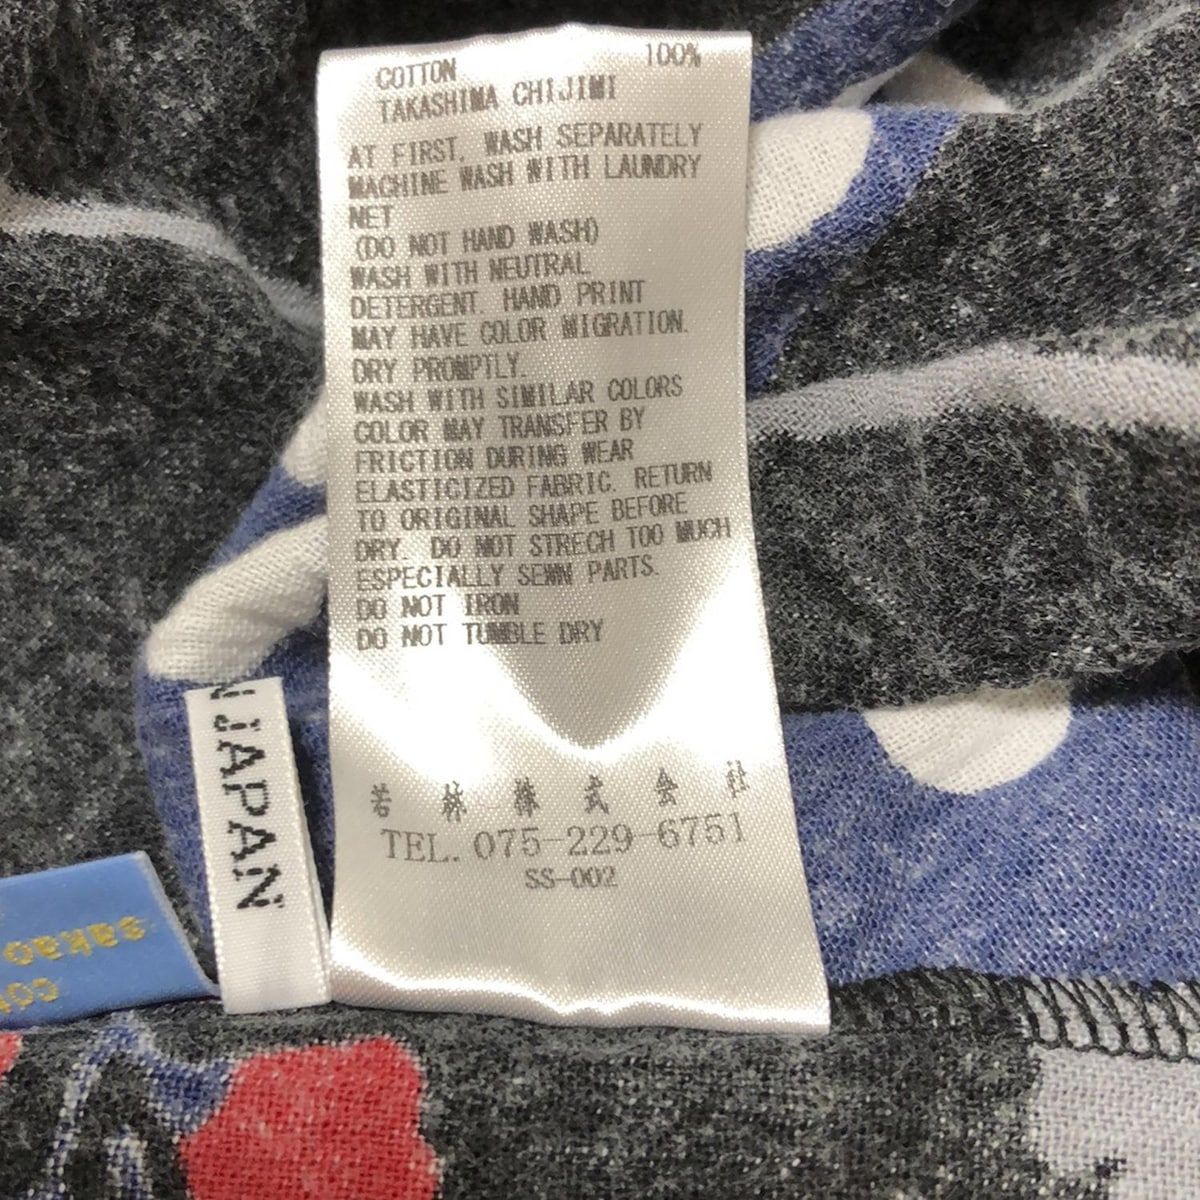 COTTON 100%
TAKASHIMA CHIJIMI
AT FIRST, WASH SEPARATELY
MACHINE WASH WITH LAUNDRY
NET
(DO NOT HAND WASH)
WASH WITH NEUTRAL
DETERGENT. HAND PRINT
MAY HAVE COLOR MIGRATION.
DRY PROMPTLY.
WASH WITH SIMILAR COLORS
COLOR MAY TRANSFER BY
FRICTION DURING WEAR
ELASTICIZED FABRIC. RETURN
TO ORIGINAL SHAPE BEFORE
DRY. DO NOT STRECH TOO MUCH
ESPECIALLY SEWN PARTS.
DO NOT IRON
DO NOT TUMBLE DRY
若林株式会社
TEL. 075-229-6751
SS-002
N JAPAN
sakao